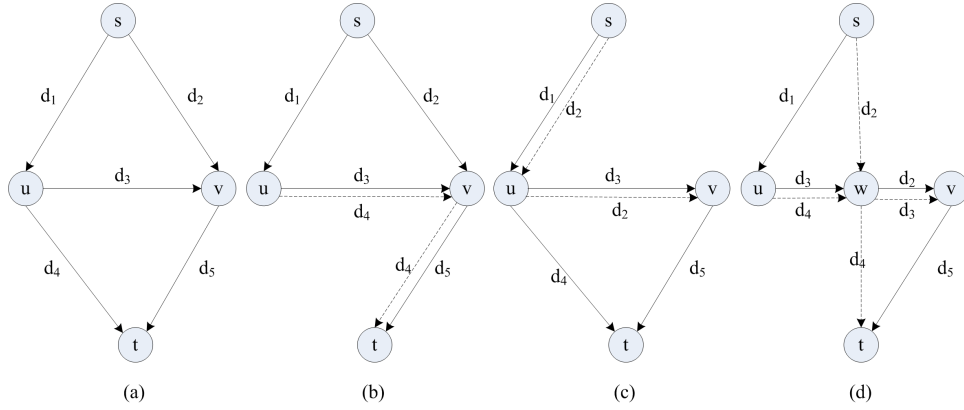 s
d₁
d₂
u
d₃
v
d₄
d₅
t
(a)
s
d₁
d₂
u
d₃
v
d₄
d₄
d₅
t
(b)
s
d₁
d₂
u
d₃
v
d₂
d₄
d₅
t
(c)
s
d₁
d₂
u
d₃
w
d₂
v
d₄
d₃
d₄
d₅
t
(d)